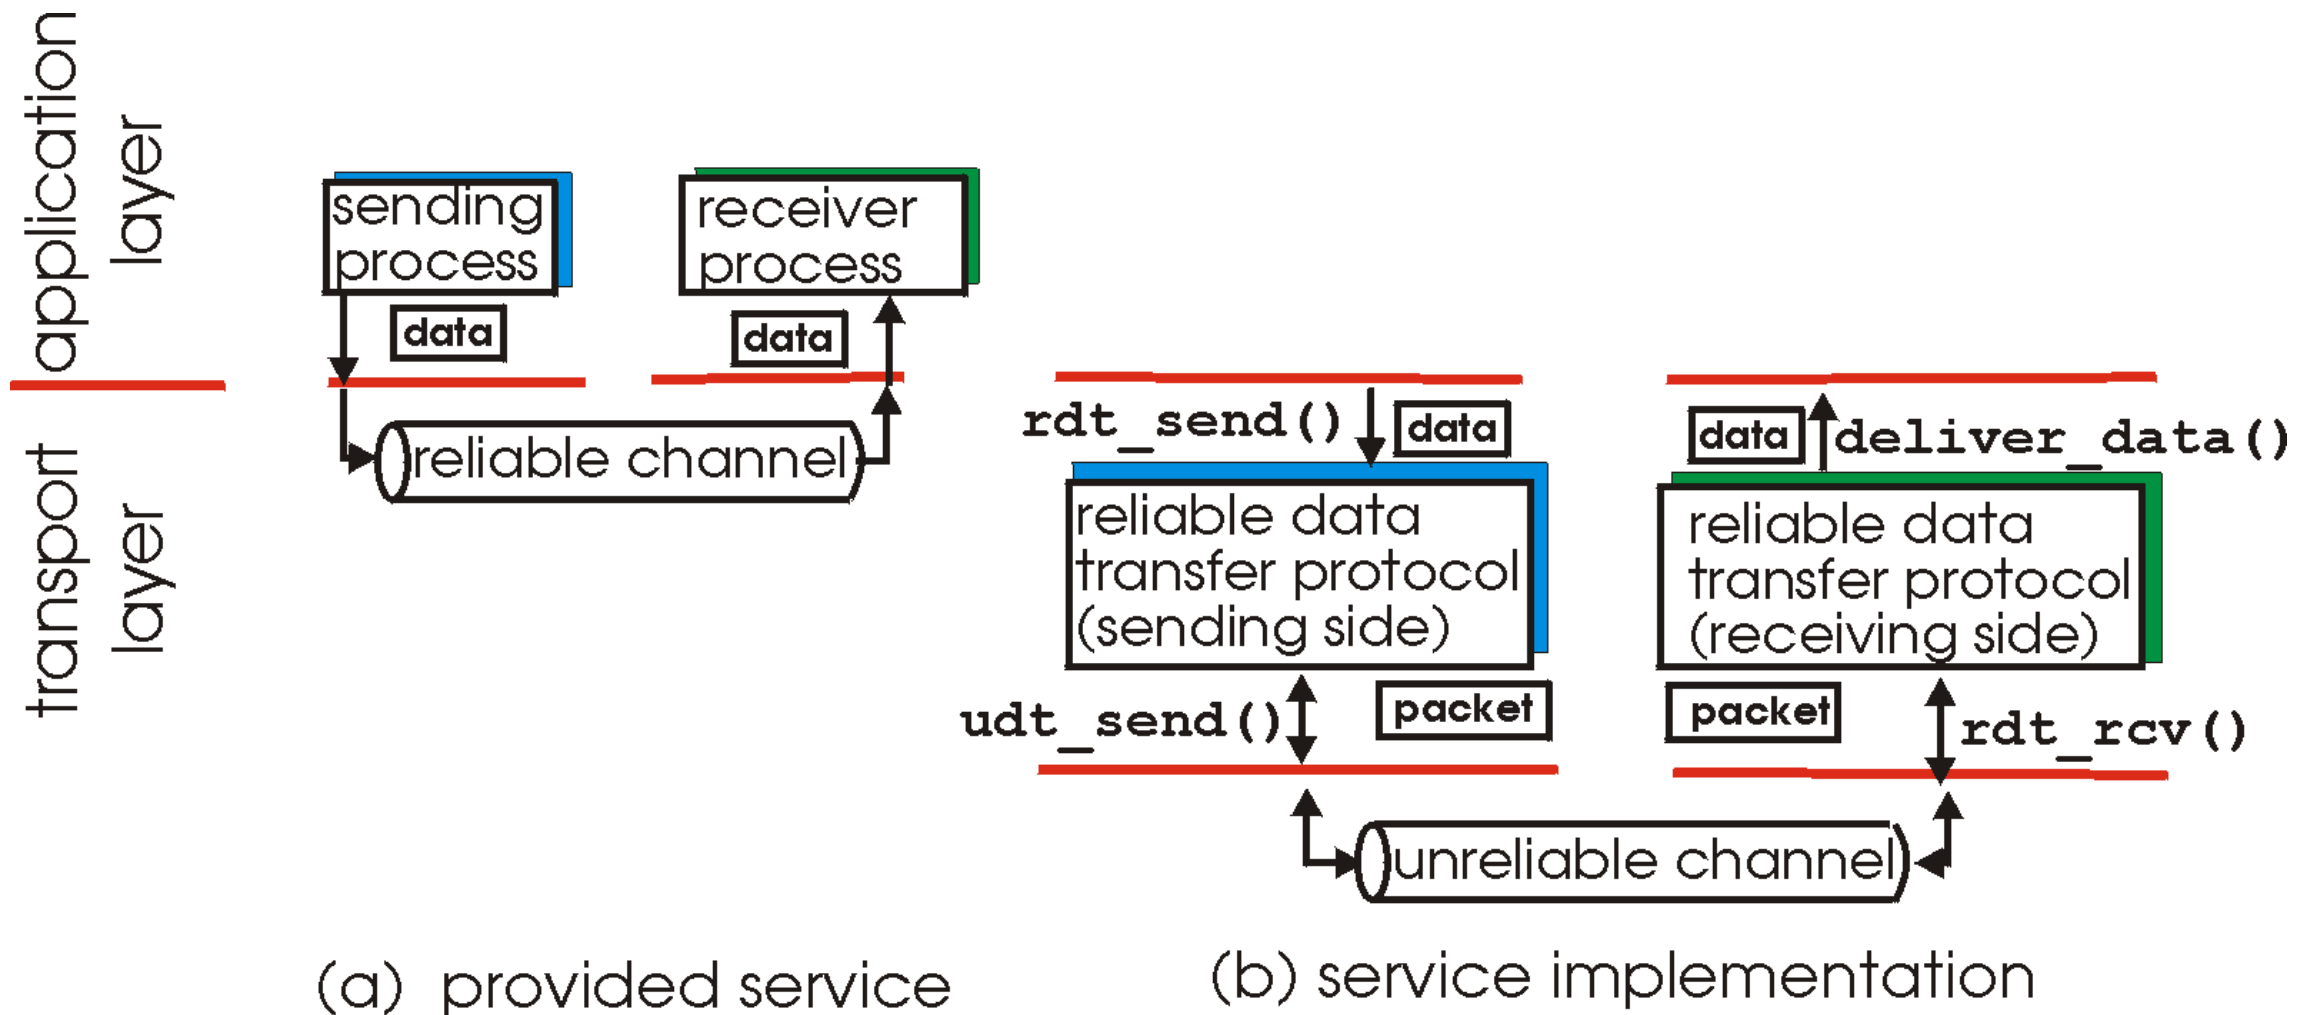 application
layer
transport
layer
sending
process
receiver
process
data
data
reliable channel
(a) provided service
rdt_send()
data
data
deliver_data()
reliable data
transfer protocol
(sending side)
reliable data
transfer protocol
(receiving side)
udt_send()
packet
packet
rdt_rcv()
unreliable channel
(b) service implementation